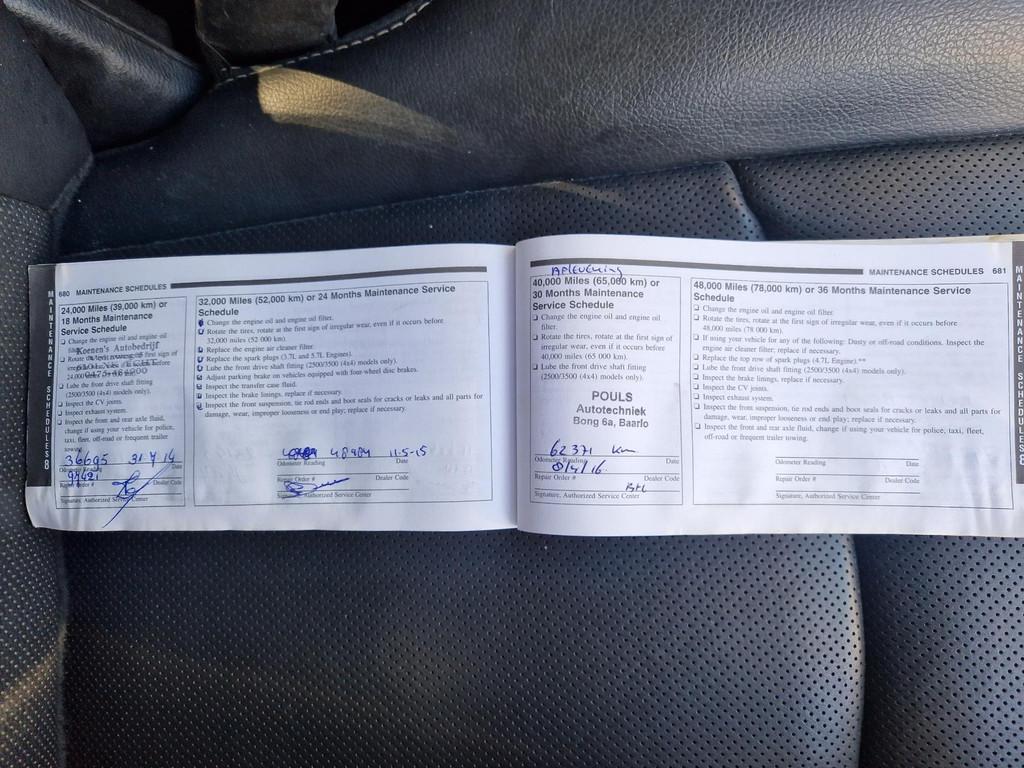 MAINTENANCE SCHEDULES 8
680 MAINTENANCE SCHEDULES
24,000 Miles (39,000 km) or
18 Months Maintenance
Service Schedule
❏ Change the engine oil and engine oil
filter.
Koenen's Autobedrijf
0475-464000
❏ Lube the front drive shaft fitting
(2500/3500 (4x4) models only).
❏ Inspect the CV joints.
❏ Inspect exhaust system.
❏ Inspect the front and rear axle fluid,
change if using your vehicle for police,
taxi, fleet, off-road or frequent trailer
towing.
36695 31 7 14
Odometer Reading Date
Repair Order #
Signature, Authorized Service Center
32,000 Miles (52,000 km) or 24 Months Maintenance Service
Schedule
❏ Change the engine oil and engine oil filter.
❏ Rotate the tires, rotate at the first sign of irregular wear, even if it occurs before
32,000 miles (52 000 km).
❏ Replace the engine air cleaner filter.
❏ Replace the spark plugs (3.7L and 5.7L Engines).
❏ Lube the front drive shaft fitting (2500/3500 (4x4) models only).
❏ Adjust parking brake on vehicles equipped with four-wheel disc brakes.
❏ Inspect the transfer case fluid.
❏ Inspect the brake linings, replace if necessary.
❏ Inspect the front suspension, tie rod ends and boot seals for cracks or leaks and all parts for
damage, wear, improper looseness or end play; replace if necessary.
48484 11-5-15
Odometer Reading Date
Repair Order # Dealer Code
Signature, Authorized Service Center
AFLEVERING
40,000 Miles (65,000 km) or
30 Months Maintenance
Service Schedule
❏ Change the engine oil and engine oil
filter.
❏ Rotate the tires, rotate at the first sign of
irregular wear, even if it occurs before
40,000 miles (65 000 km).
❏ Lube the front drive shaft fitting
(2500/3500 (4x4) models only).
POULS
Autotechniek
Bong 6a, Baarlo
62371 km
Odometer Reading Date
8/4/16
Repair Order # Dealer Code
Signature, Authorized Service Center
MAINTENANCE SCHEDULES 681
48,000 Miles (78,000 km) or 36 Months Maintenance Service
Schedule
❏ Change the engine oil and engine oil filter.
❏ Rotate the tires, rotate at the first sign of irregular wear, even if it occurs before
48,000 miles (78 000 km).
❏ If using your vehicle for any of the following: Dusty or off-road conditions. Inspect the
engine air cleaner filter; replace if necessary.
❏ Replace the top row of spark plugs (4.7L Engine).**
❏ Lube the front drive shaft fitting (2500/3500 (4x4) models only).
❏ Inspect the brake linings, replace if necessary.
❏ Inspect the CV joints.
❏ Inspect exhaust system.
❏ Inspect the front suspension, tie rod ends and boot seals for cracks or leaks and all parts for
damage, wear, improper looseness or end play; replace if necessary.
❏ Inspect the front and rear axle fluid, change if using your vehicle for police, taxi, fleet,
off-road or frequent trailer towing.
Odometer Reading Date
Repair Order # Dealer Code
Signature, Authorized Service Center
MAINTENANCE SCHEDULES 8